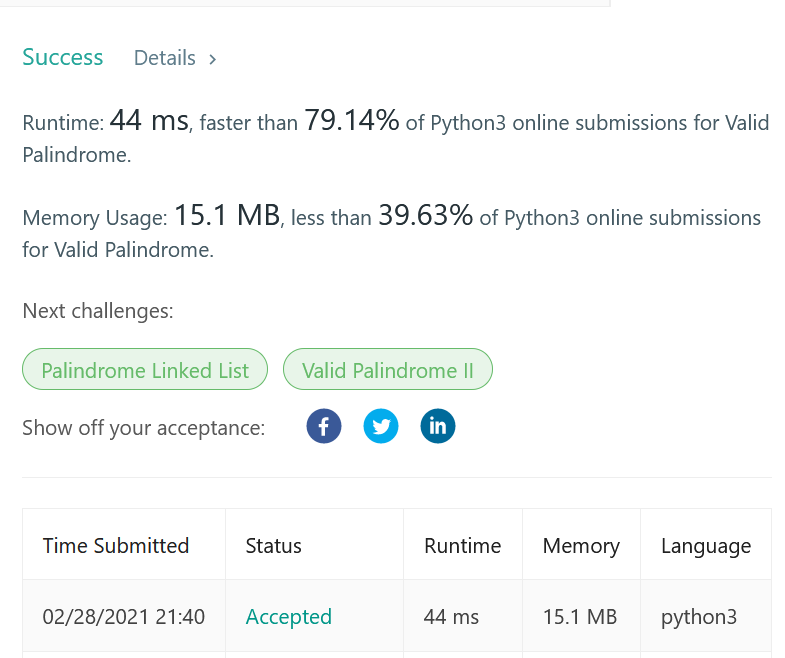 Success Details >
Runtime: 44 ms, faster than 79.14% of Python3 online submissions for Valid
Palindrome.
Memory Usage: 15.1 MB, less than 39.63% of Python3 online submissions
for Valid Palindrome.
Next challenges:
Palindrome Linked List Valid Palindrome II
Show off your acceptance: f in
Time Submitted Status Runtime Memory Language
02/28/2021 21:40 Accepted 44 ms 15.1 MB python3